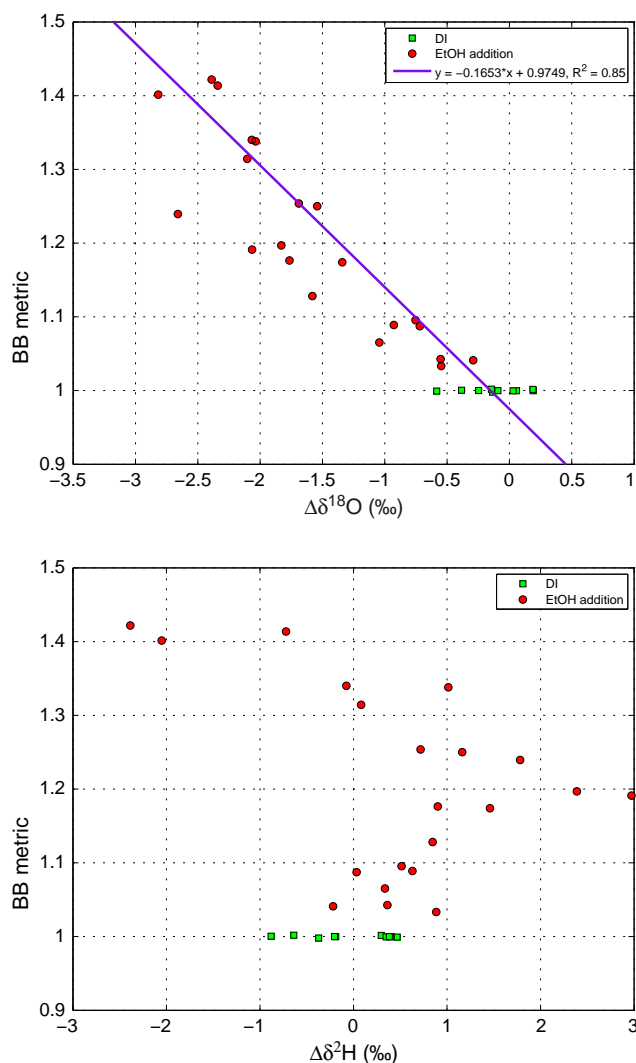 1.5
1.4
1.3
1.2
1.1
1
0.9
BB metric
−3.5 −3 −2.5 −2 −1.5 −1 −0.5 0 0.5 1
Δδ¹⁸O (‰)
DI
EtOH addition
y = −0.1653*x + 0.9749, R² = 0.85
1.5
1.4
1.3
1.2
1.1
1
0.9
BB metric
−3 −2 −1 0 1 2 3
Δδ²H (‰)
DI
EtOH addition